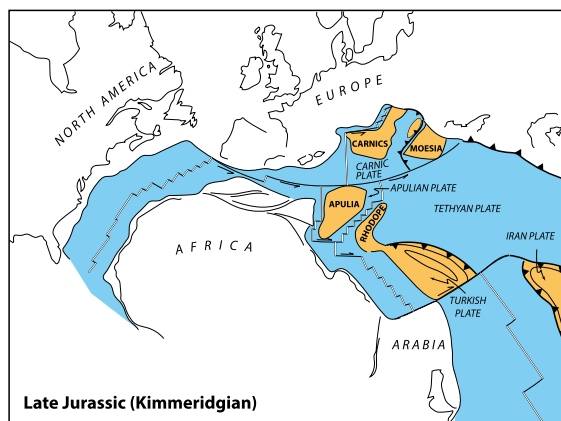 NORTH AMERICA
EUROPE
CARNICS
MOESIA
CARNIC
PLATE
APULIAN PLATE
APULIA
TETHYAN PLATE
RHODOPE
AFRICA
IRAN PLATE
TURKISH
PLATE
ARABIA
Late Jurassic (Kimmeridgian)